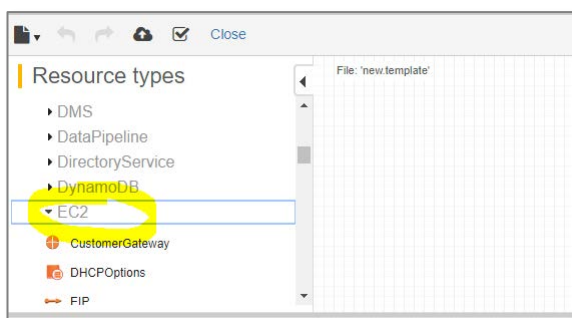 Close
Resource types
File: 'new.template'
DMS
DataPipeline
DirectoryService
DynamoDB
EC2
CustomerGateway
DHCPOptions
EIP